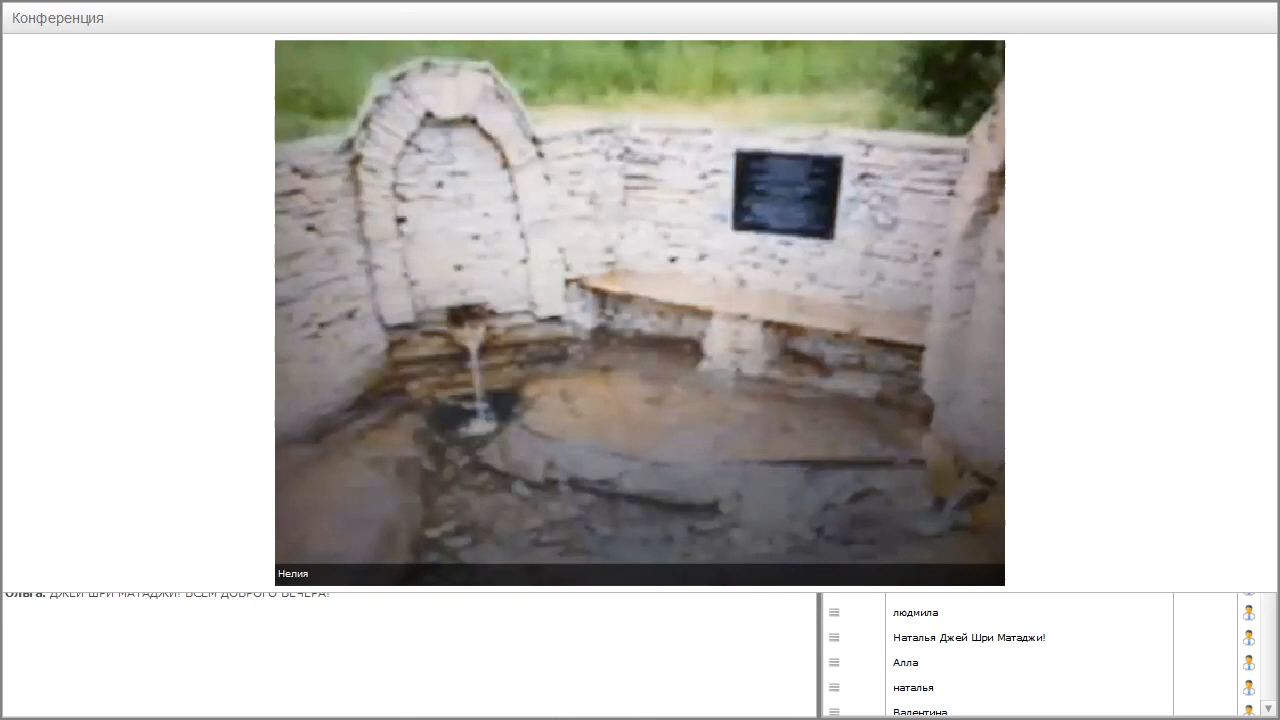 Конференция
Нелия
Ольга: ДЖЕЙ ШРИ МАТАДЖИ! ВСЕМ ДОБРОГО ВЕЧЕРА!
людмила
Наталья Джей Шри Матаджи!
Алла
наталья
Валентина